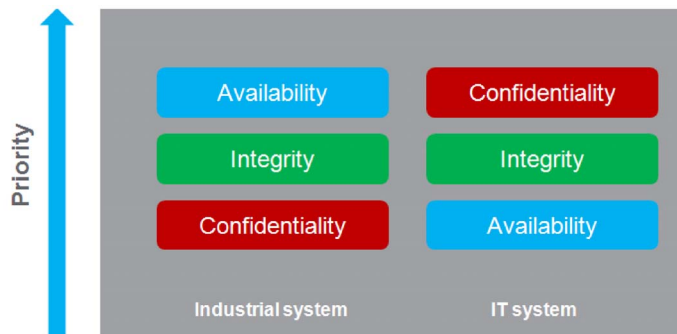 Priority
Availability
Confidentiality
Integrity
Integrity
Confidentiality
Availability
Industrial system
IT system